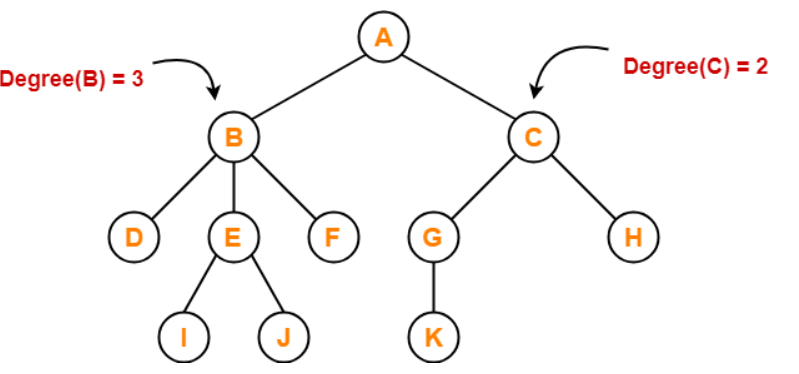 A
Degree(B) = 3
Degree(C) = 2
B
C
D
E
F
G
H
I
J
K